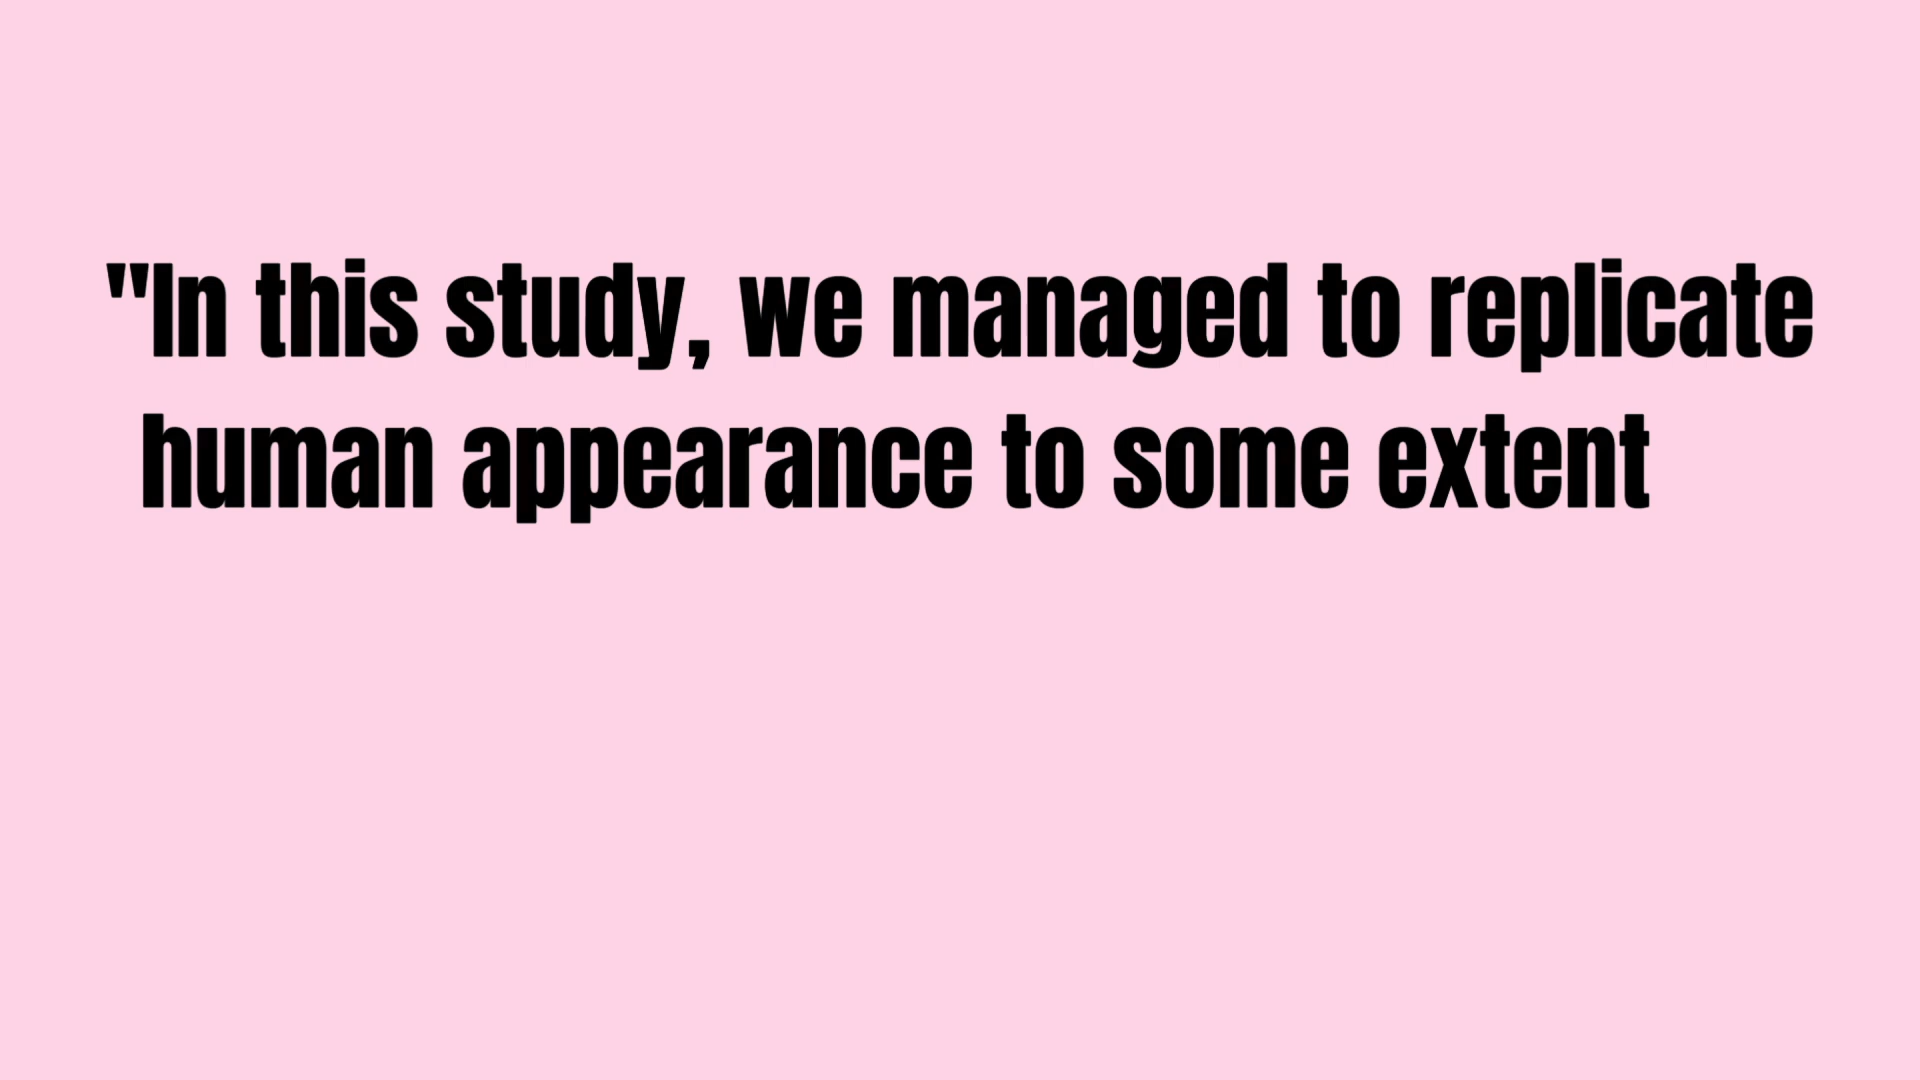 "In this study, we managed to replicate
human appearance to some extent